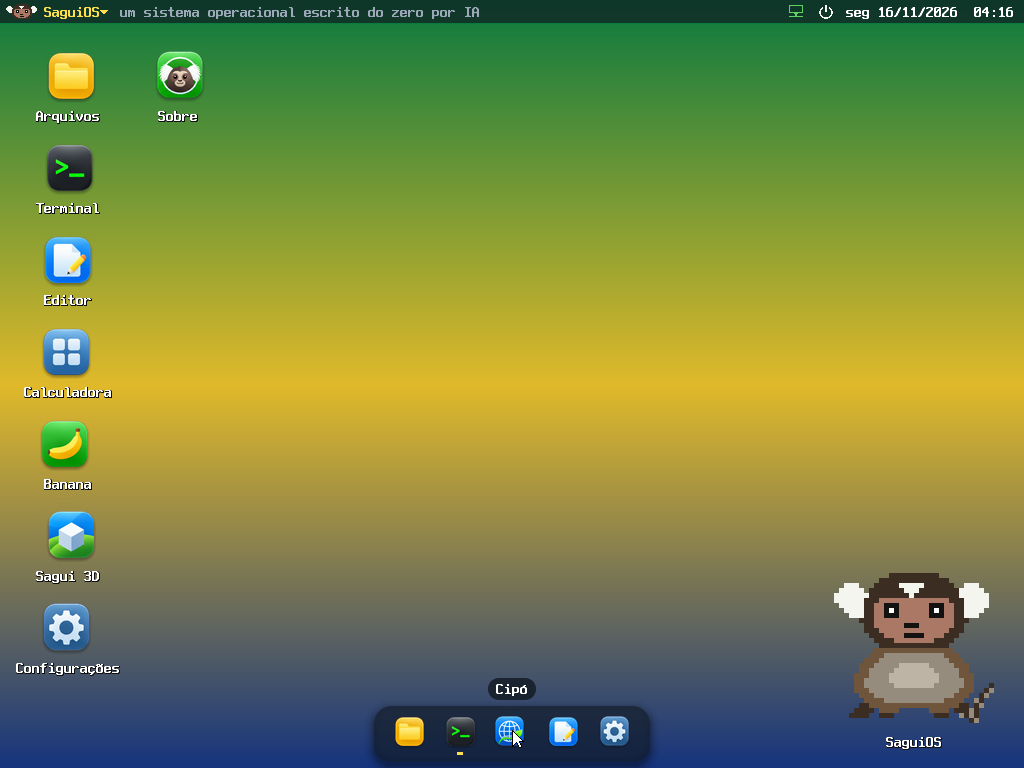 SaguiOS um sistema operacional escrito do zero por IA seg 16/11/2026 04:16
Arquivos
Sobre
>_
Terminal
Editor
Calculadora
Banana
Sagui 3D
Configurações
Cipó
>_
SaguiOS